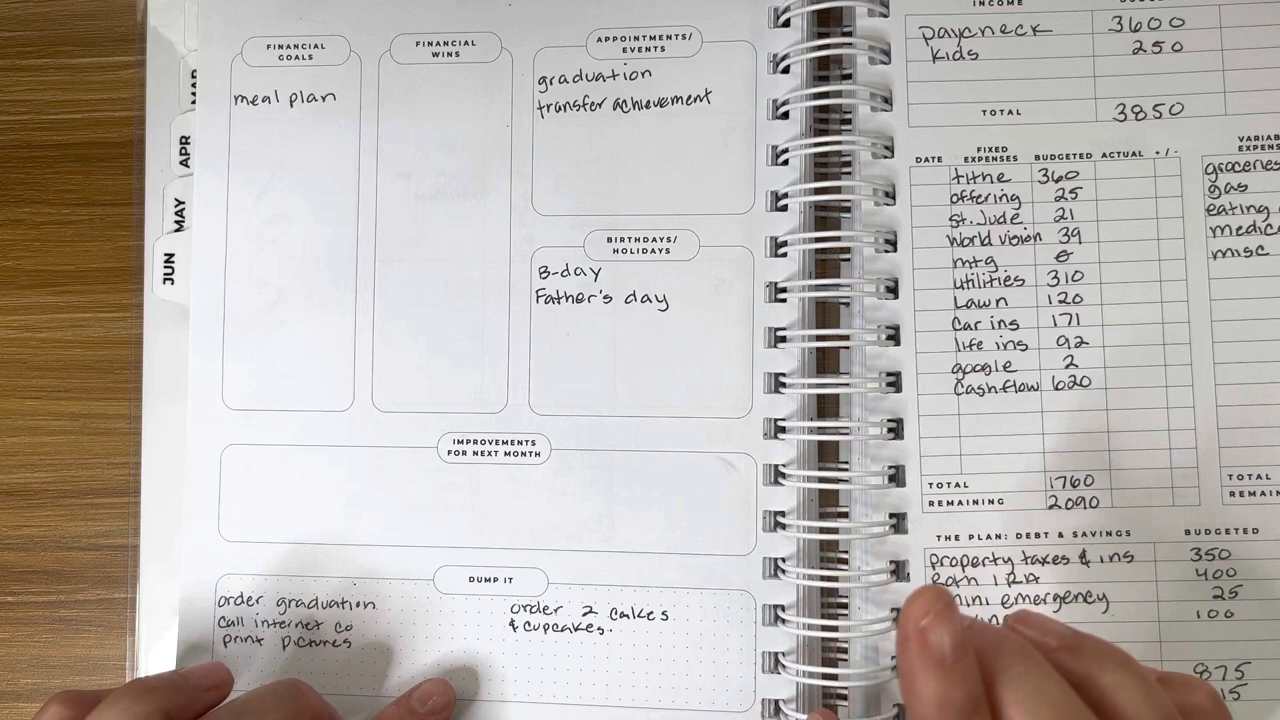 MAR
APR
MAY
JUN
FINANCIAL
GOALS
meal plan
FINANCIAL
WINS
APPOINTMENTS/
EVENTS
graduation
transfer achievement
BIRTHDAYS/
HOLIDAYS
B-day
Father's day
IMPROVEMENTS
FOR NEXT MONTH
DUMP IT
order graduation
call internet co
print pictures
order 2 cakes
& cupcakes.
INCOME
paycheck 3600
kids 250
TOTAL 3850
DATE FIXED EXPENSES BUDGETED ACTUAL +/-
tithe 360
offering 25
St. Jude 21
World vision 39
mtg
utilities 310
Lawn 120
Car ins 171
life ins 92
google 2
Cashflow 620
TOTAL 1760
REMAINING 2090
groceries
gas
eating
misc
TOTAL
THE PLAN: DEBT & SAVINGS BUDGETED
property taxes & ins 350
Roth IRA 400
mini emergency 25
100
875
15